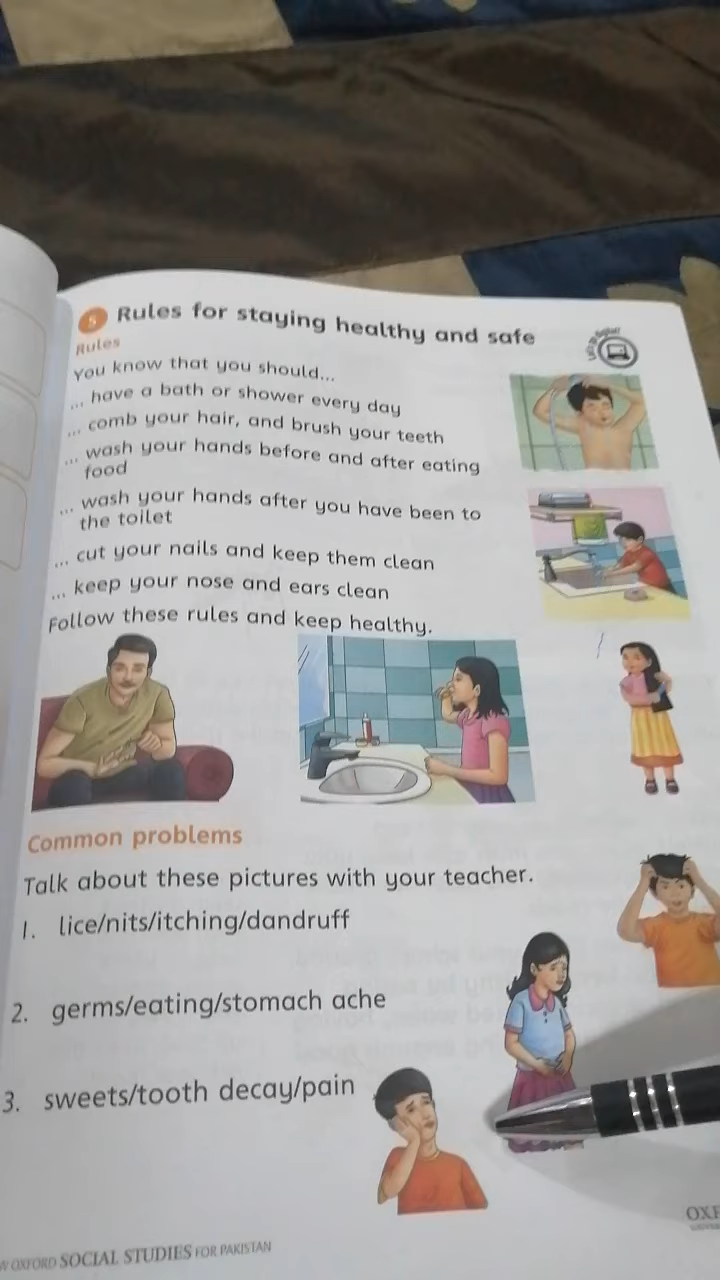 5 Rules for staying healthy and safe
Rules
You know that you should...
... have a bath or shower every day
... comb your hair, and brush your teeth
... wash your hands before and after eating
food
... wash your hands after you have been to
the toilet
... cut your nails and keep them clean
... keep your nose and ears clean
Follow these rules and keep healthy.
Common problems
Talk about these pictures with your teacher.
1. lice/nits/itching/dandruff
2. germs/eating/stomach ache
3. sweets/tooth decay/pain
OXFORD SOCIAL STUDIES FOR PAKISTAN